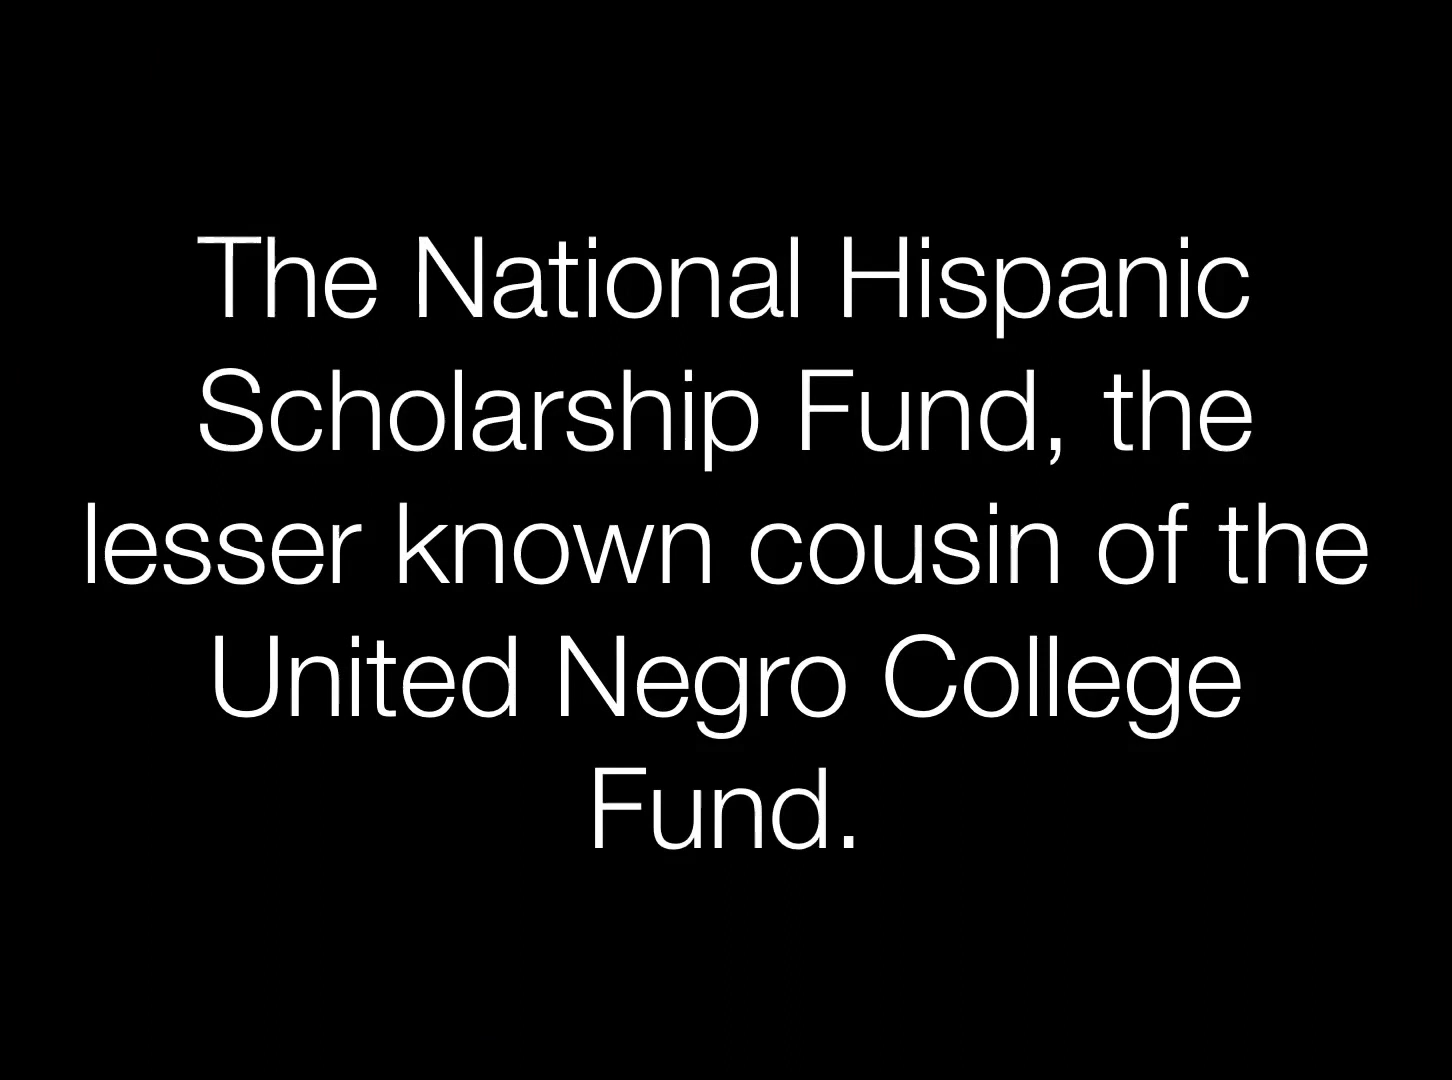 The National Hispanic
Scholarship Fund, the
lesser known cousin of the
United Negro College
Fund.